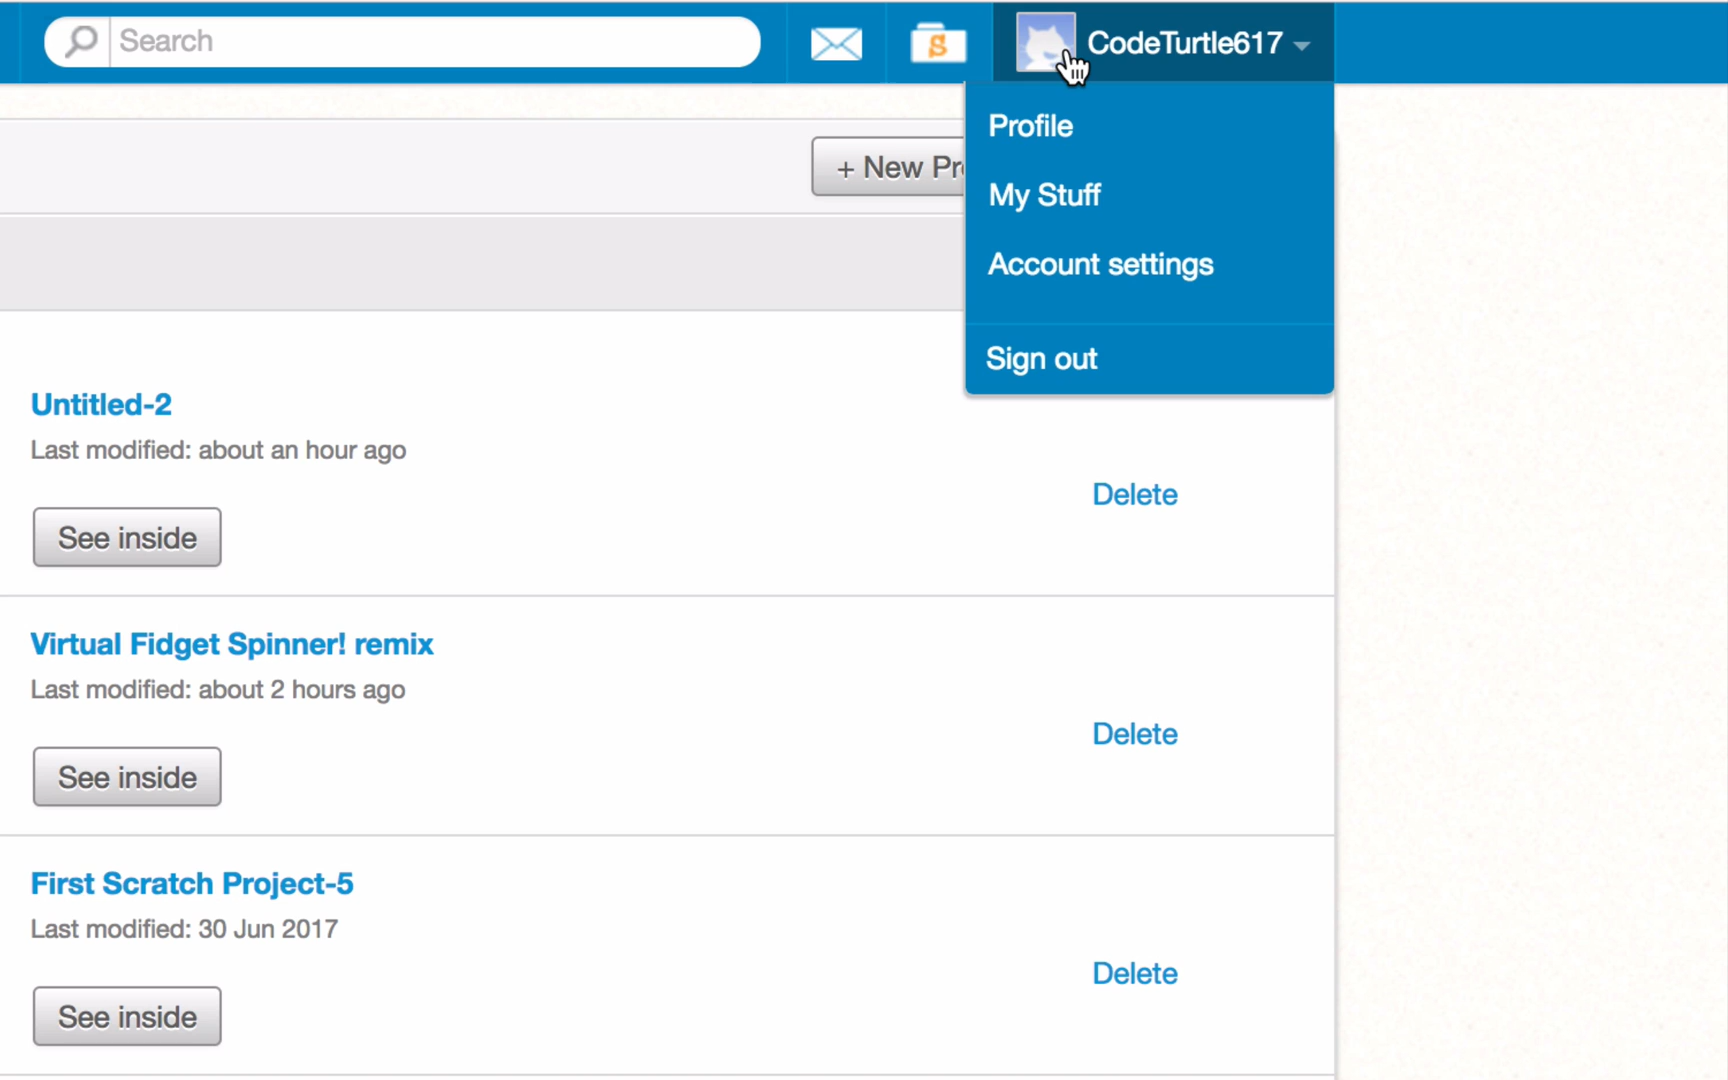 Search
S
CodeTurtle617
Profile
+ New Pr
My Stuff
Account settings
Sign out
Untitled-2
Last modified: about an hour ago
Delete
See inside
Virtual Fidget Spinner! remix
Last modified: about 2 hours ago
Delete
See inside
First Scratch Project-5
Last modified: 30 Jun 2017
Delete
See inside